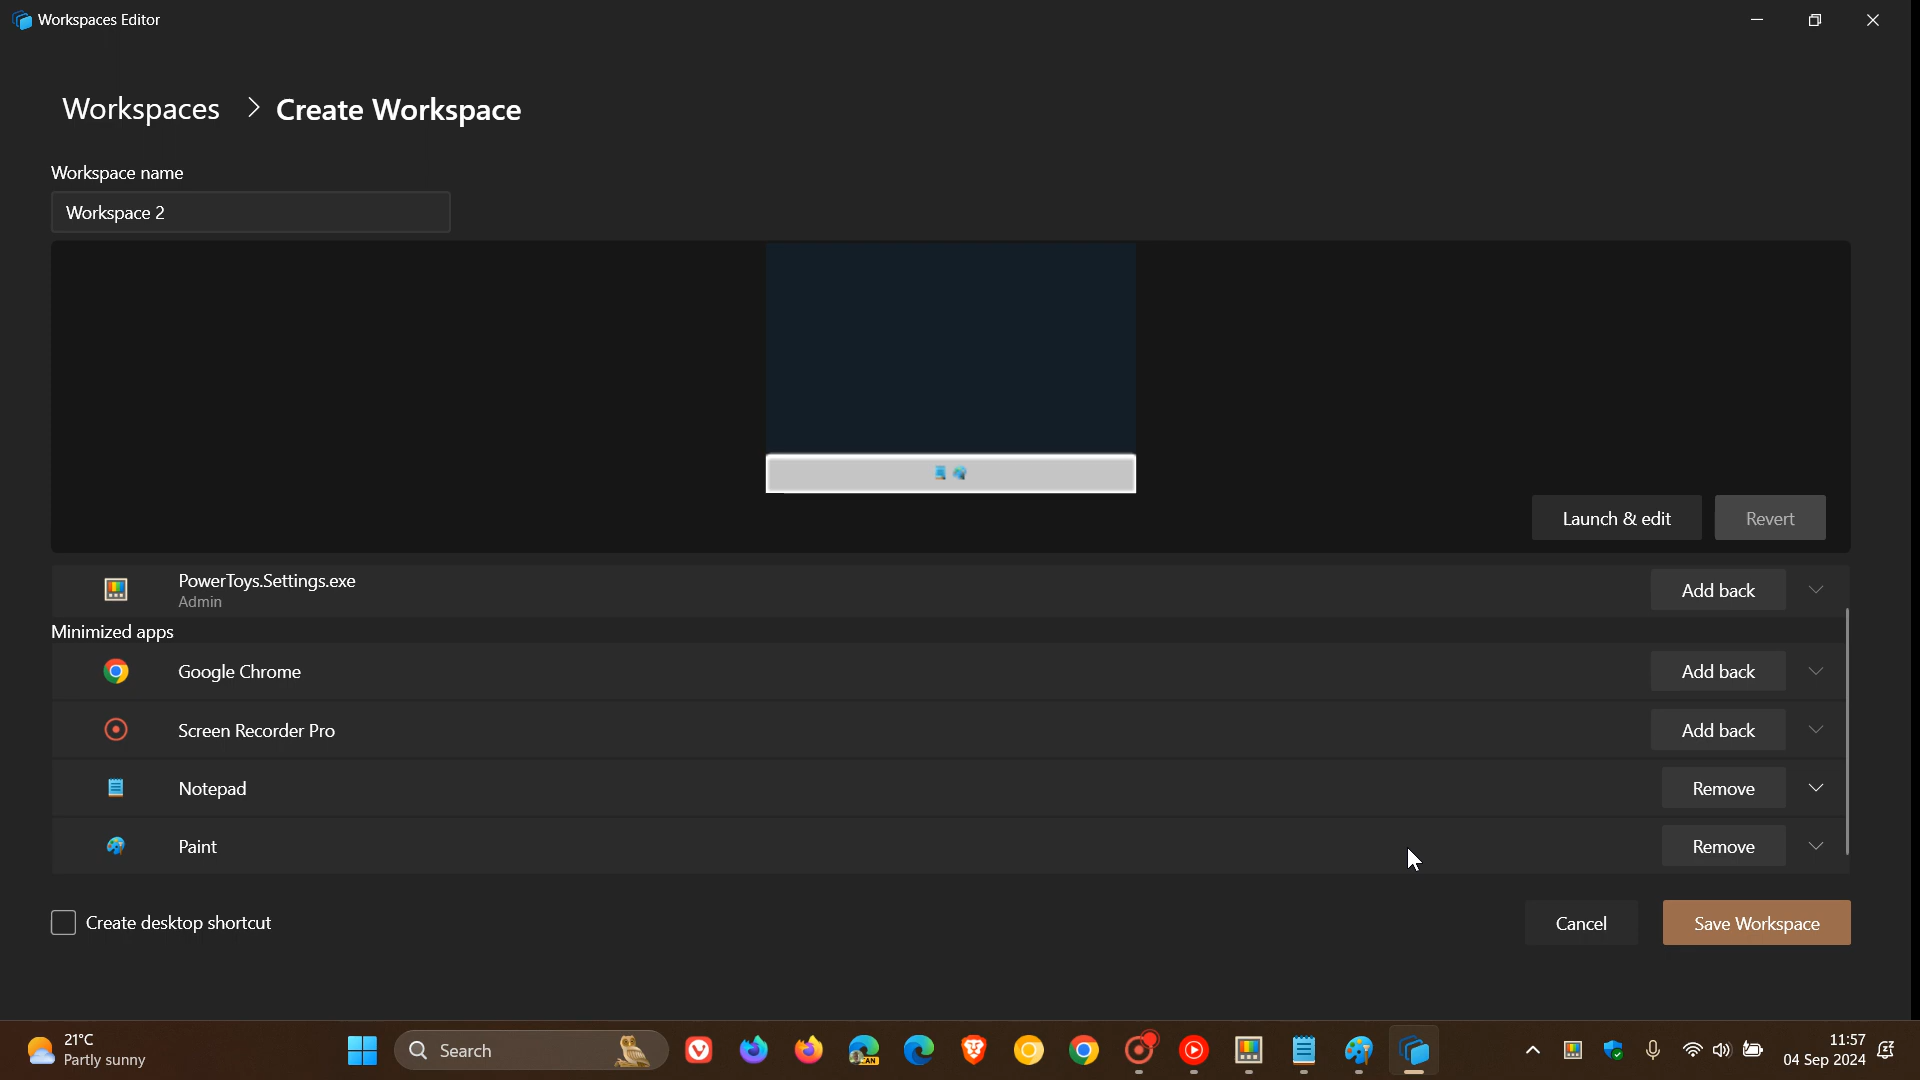 Workspaces Editor
Workspaces > Create Workspace
Workspace name
Workspace 2
Launch & edit
Revert
PowerToys.Settings.exe
Admin
Add back
Minimized apps
Google Chrome
Add back
Screen Recorder Pro
Add back
Notepad
Remove
Paint
Remove
Create desktop shortcut
Cancel
Save Workspace
21°C
Partly sunny
Search
11:57
04 Sep 2024